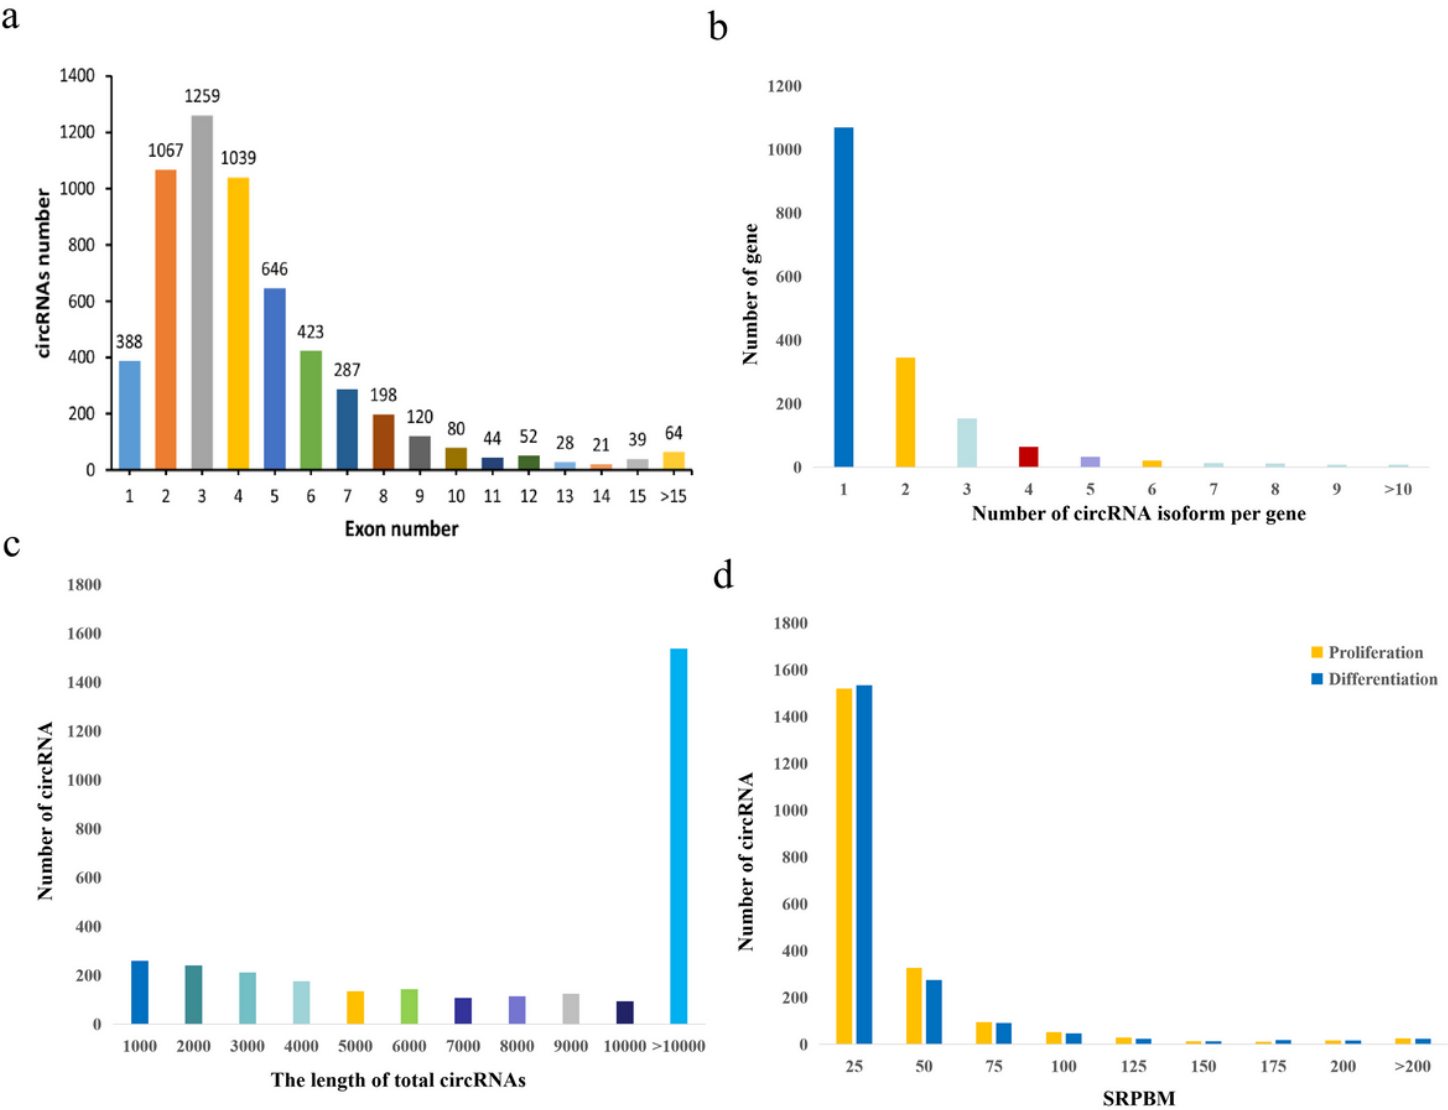 a
1400
1200
1000
800
600
400
200
0
circRNAs number
388
1067
1259
1039
646
423
287
198
120
80
44
52
28
21
39
64
1 2 3 4 5 6 7 8 9 10 11 12 13 14 15 >15
Exon number
b
1200
1000
800
600
400
200
0
Number of gene
1 2 3 4 5 6 7 8 9 >10
Number of circRNA isoform per gene
c
1800
1600
1400
1200
1000
800
600
400
200
0
Number of circRNA
1000 2000 3000 4000 5000 6000 7000 8000 9000 10000 >10000
The length of total circRNAs
d
1800
1600
1400
1200
1000
800
600
400
200
0
Number of circRNA
Proliferation
Differentiation
25 50 75 100 125 150 175 200 >200
SRPBM